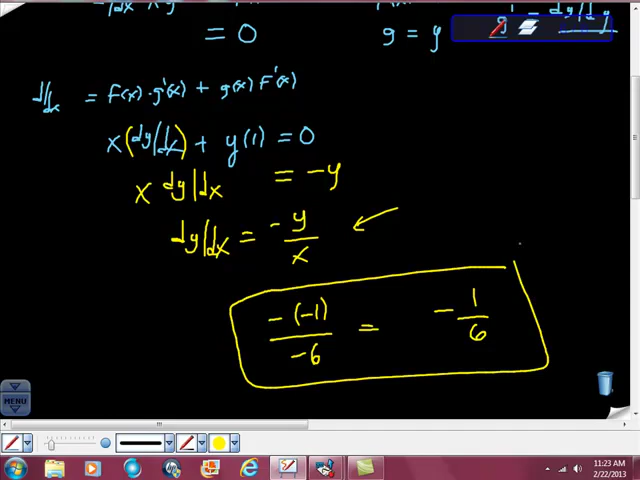 = 0
g = y
d/dx = F(x)·g'(x) + g(x) F'(x)
x(dy/dx) + y(1) = 0
x dy/dx = -y
dy/dx = -y/x
-(-1)/-6 = -1/6
MENU
11:23 AM
2/22/2013